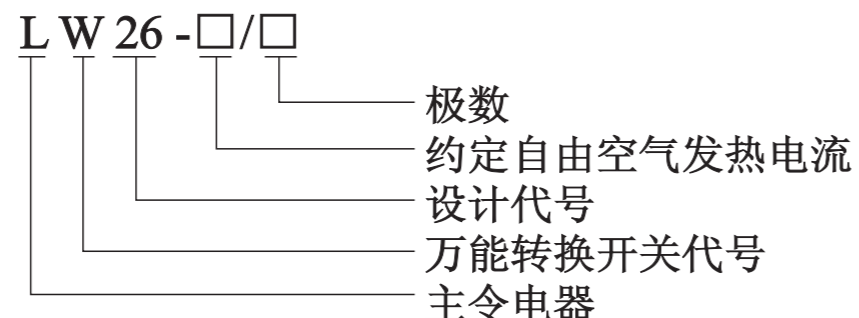 LW26-□/□
极数
约定自由空气发热电流
设计代号
万能转换开关代号
主令电器